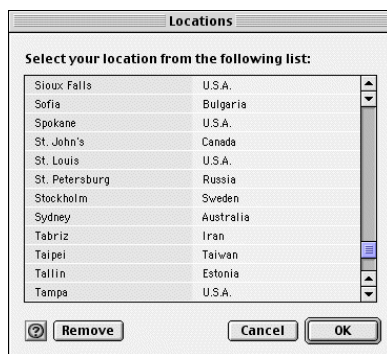 Locations
Select your location from the following list:
Sioux Falls U.S.A.
Sofia Bulgaria
Spokane U.S.A.
St. John's Canada
St. Louis U.S.A.
St. Petersburg Russia
Stockholm Sweden
Sydney Australia
Tabriz Iran
Taipei Taiwan
Tallin Estonia
Tampa U.S.A.
? Remove Cancel OK